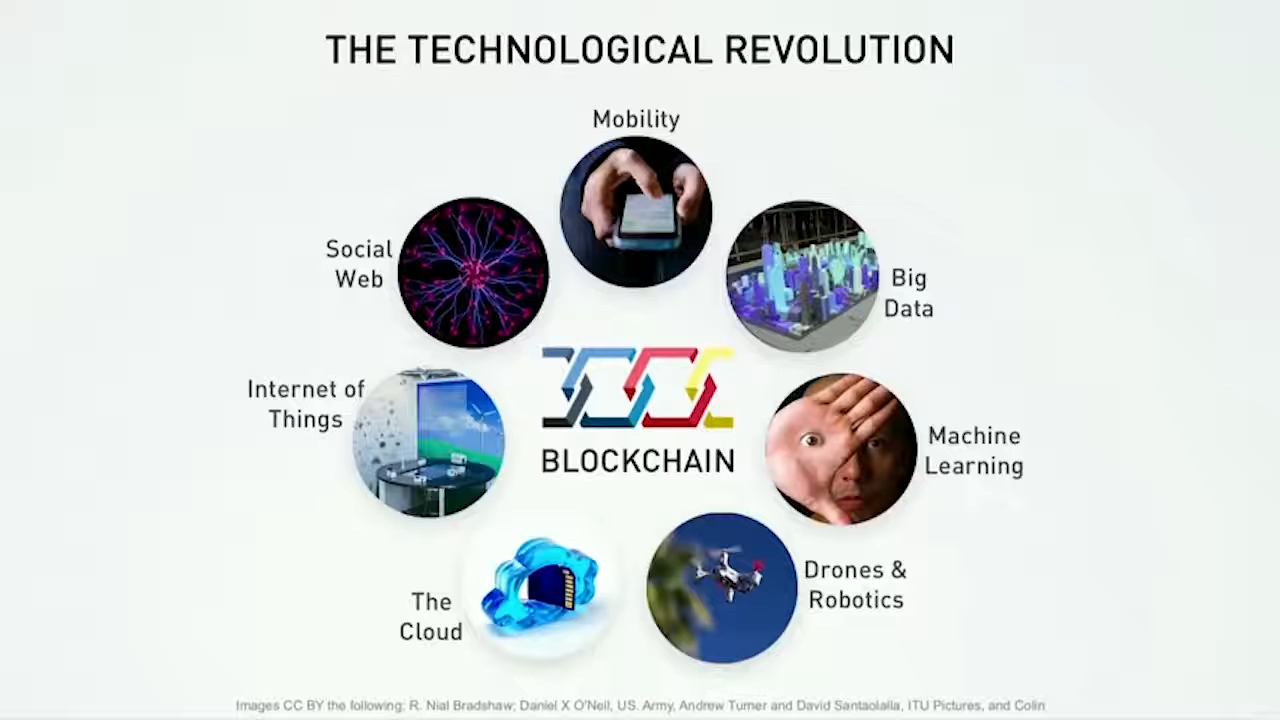 THE TECHNOLOGICAL REVOLUTION
Mobility
Social
Web
Big
Data
Internet of
Things
BLOCKCHAIN
Machine
Learning
Drones &
Robotics
The
Cloud
Images CC BY the following: R. Nial Bradshaw; Daniel X O'Neil, US. Army, Andrew Turner and David Santaolalla, ITU Pictures, and Colin